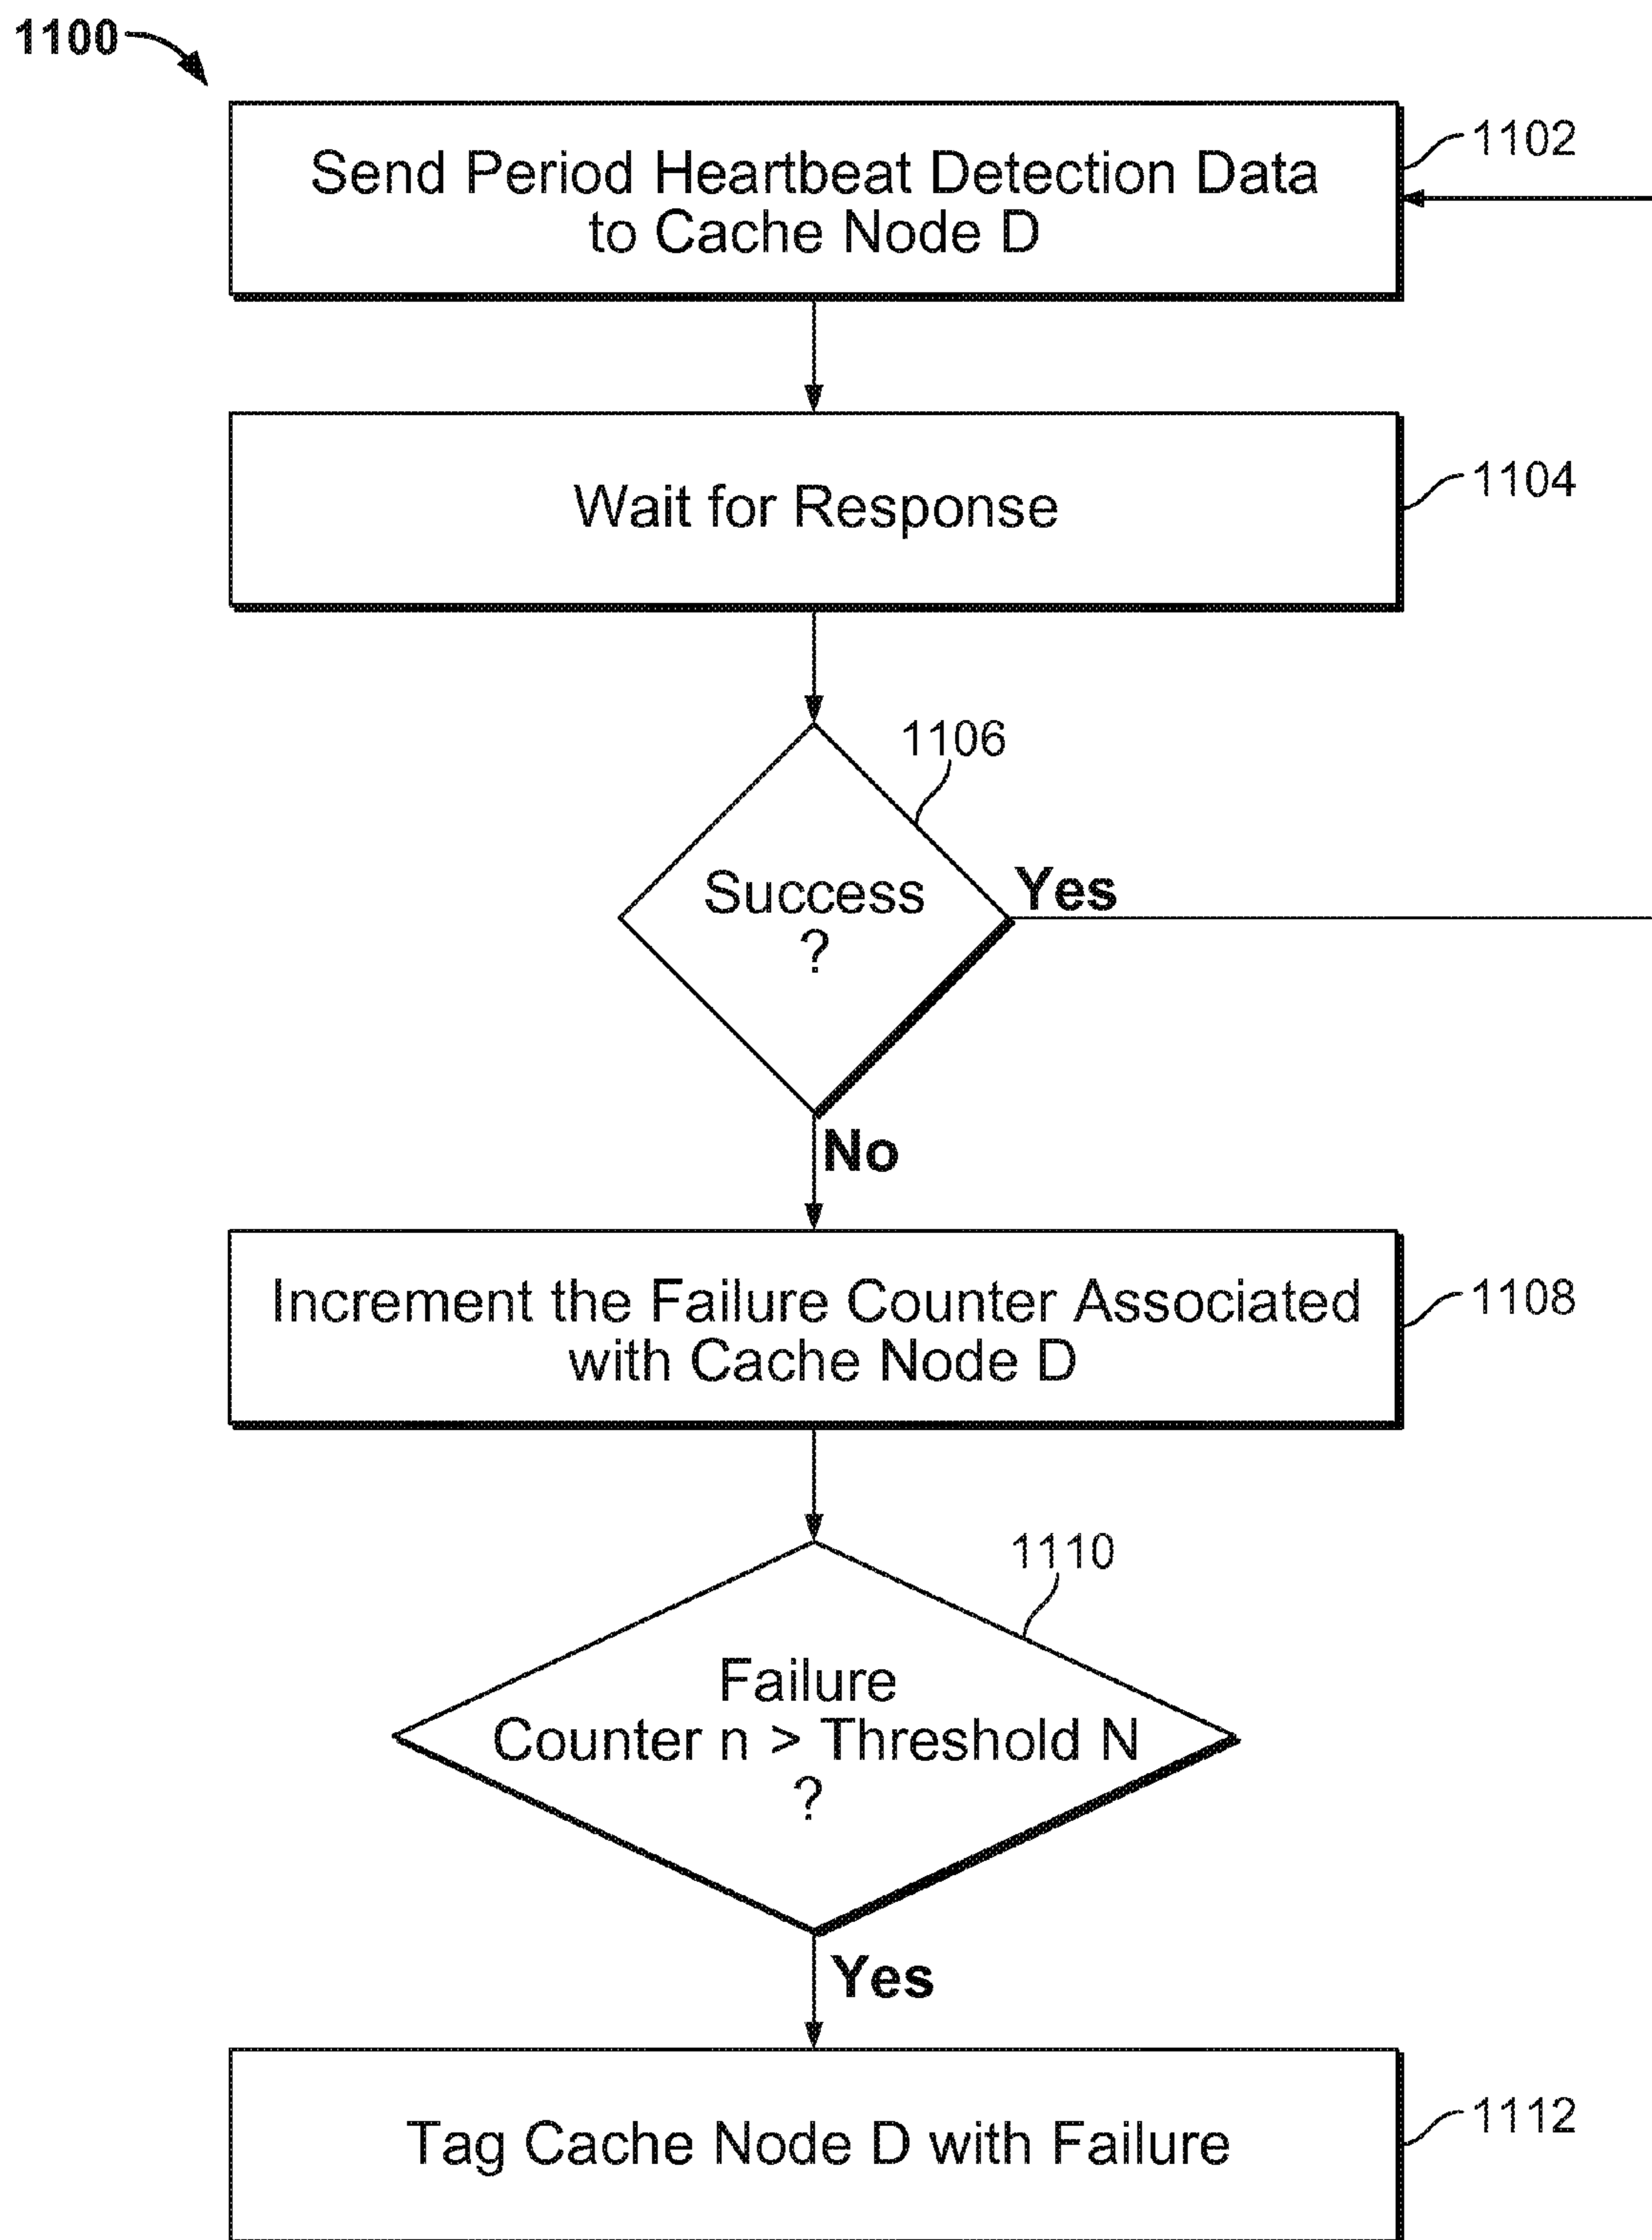 1100
Send Period Heartbeat Detection Data
to Cache Node D
1102
Wait for Response
1104
1106
Success
?
Yes
No
Increment the Failure Counter Associated
with Cache Node D
1108
1110
Failure
Counter n > Threshold N
?
Yes
Tag Cache Node D with Failure
1112